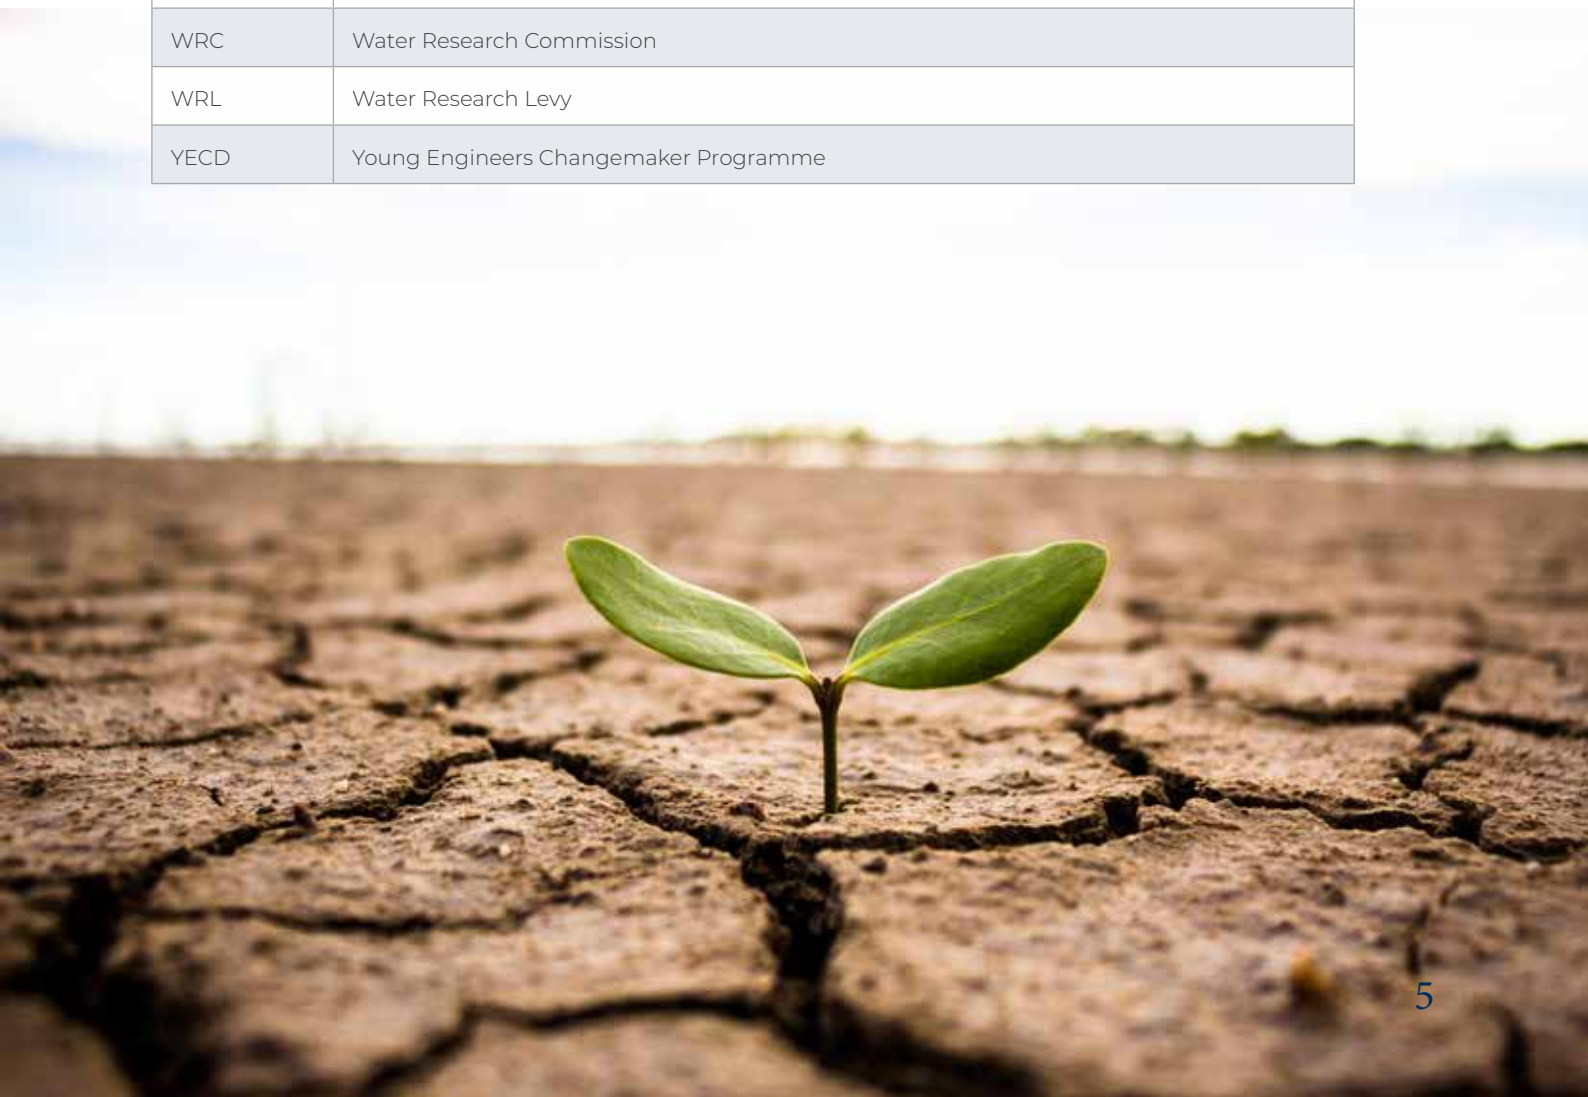 WRC Water Research Commission
WRL Water Research Levy
YECD Young Engineers Changemaker Programme
5